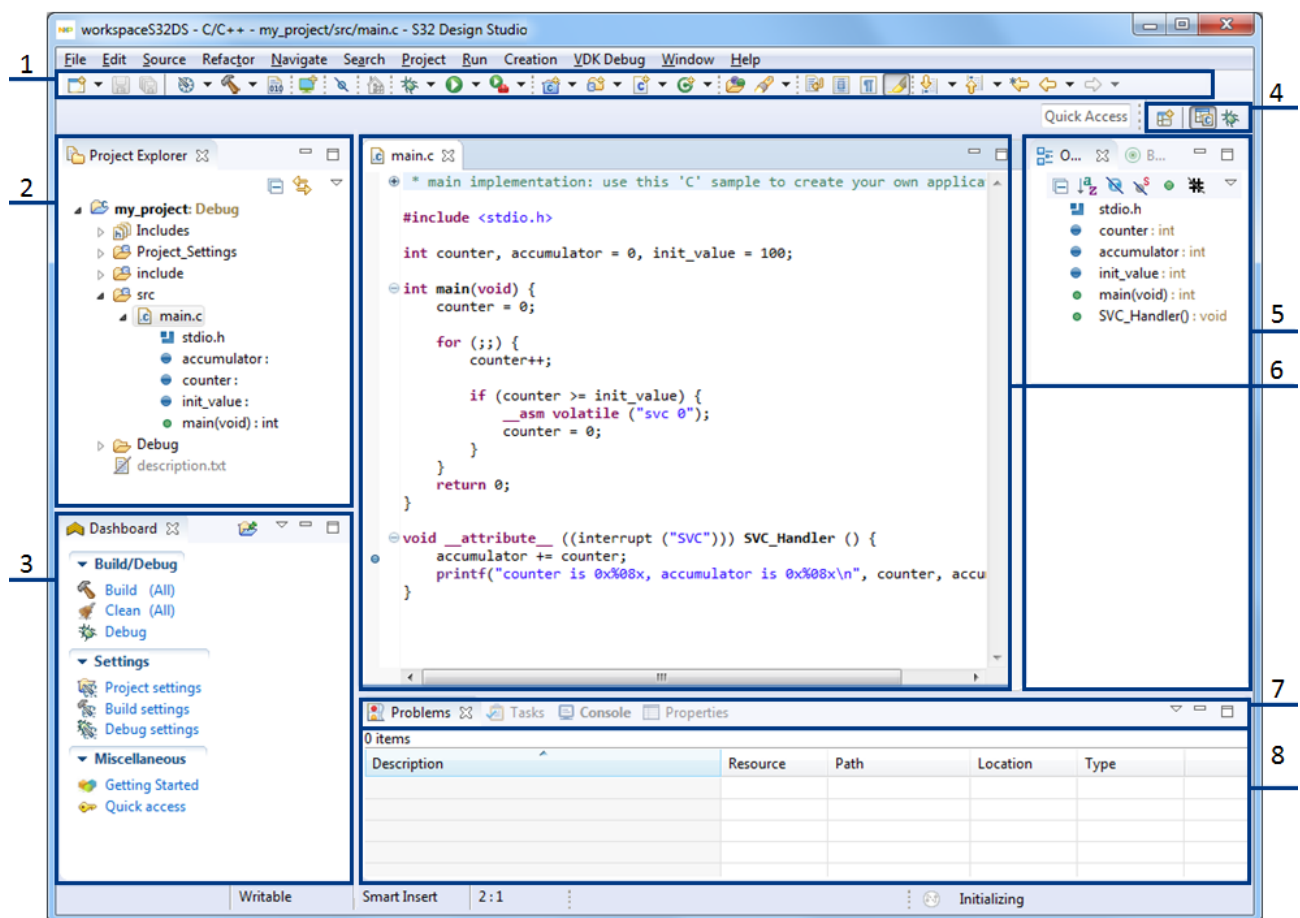 workspaceS32DS - C/C++ - my_project/src/main.c - S32 Design Studio
File Edit Source Refactor Navigate Search Project Run Creation VDK Debug Window Help
1
4
Quick Access
2
Project Explorer
my_project: Debug
Includes
Project_Settings
include
src
main.c
stdio.h
accumulator :
counter :
init_value :
main(void) : int
Debug
description.txt
main.c
* main implementation: use this 'C' sample to create your own applica
#include <stdio.h>
int counter, accumulator = 0, init_value = 100;
int main(void) {
counter = 0;
for (;;) {
counter++;
if (counter >= init_value) {
__asm volatile ("svc 0");
counter = 0;
}
}
return 0;
}
void __attribute__ ((interrupt ("SVC"))) SVC_Handler () {
accumulator += counter;
printf("counter is 0x%08x, accumulator is 0x%08x\n", counter, accu
}
O... B...
stdio.h
counter : int
accumulator : int
init_value : int
main(void) : int
SVC_Handler() : void
5
6
3
Dashboard
Build/Debug
Build (All)
Clean (All)
Debug
Settings
Project settings
Build settings
Debug settings
Miscellaneous
Getting Started
Quick access
7
Problems Tasks Console Properties
0 items
Description Resource Path Location Type
8
Writable Smart Insert 2 : 1 Initializing